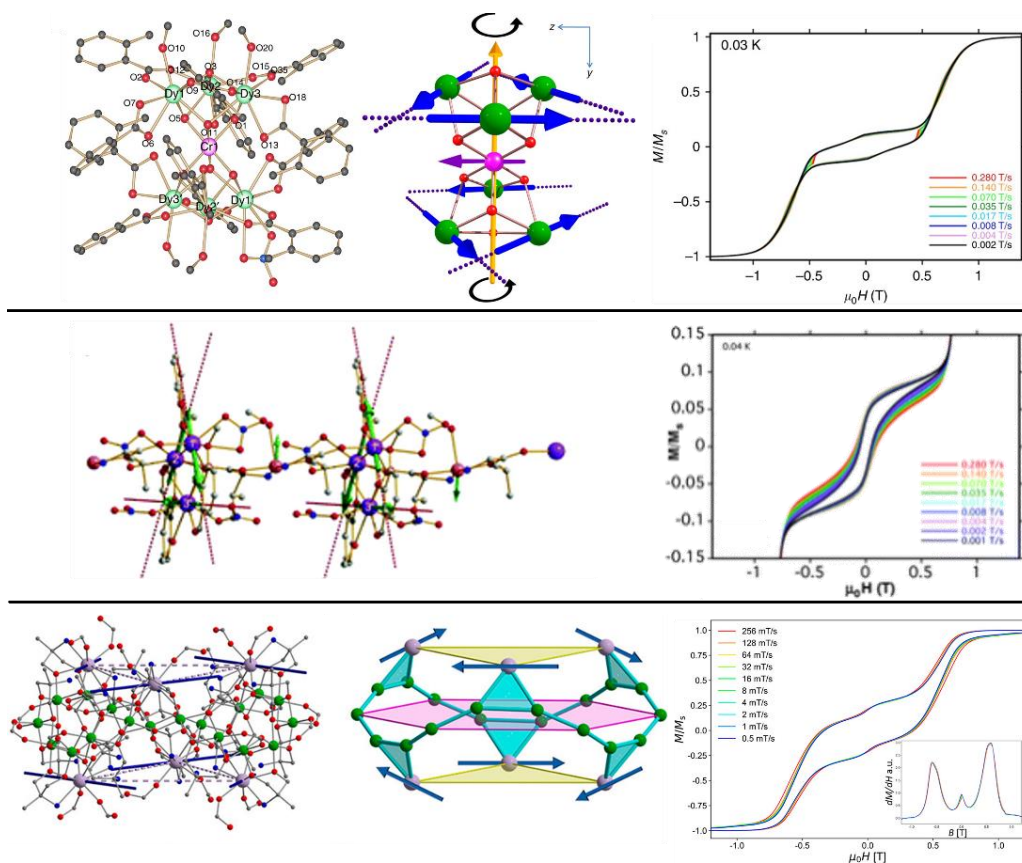 O16
O10
O20
O2
O12
O3
O15
O35
Dy1
O9
Dy2
O14
Dy3
O18
O7
O5
O11
O1
O6
Cr1
O13
Dy3'
Dy2'
Dy1'
z
y
0.03 K
M/Ms
1
0.5
0
−0.5
−1
0.280 T/s
0.140 T/s
0.070 T/s
0.035 T/s
0.017 T/s
0.008 T/s
0.004 T/s
0.002 T/s
−1
−0.5
0
0.5
1
μ0H (T)
0.04 K
M/Ms
0.15
0.1
0.05
0
-0.05
-0.1
-0.15
0.280 T/s
0.140 T/s
0.070 T/s
0.035 T/s
0.008 T/s
0.004 T/s
0.002 T/s
0.001 T/s
-1
-0.5
0
0.5
1
μ0H (T)
M/Ms
1.0
0.75
0.50
0.25
0.0
-0.25
-0.50
-0.75
-1.0
256 mT/s
128 mT/s
64 mT/s
32 mT/s
16 mT/s
8 mT/s
4 mT/s
2 mT/s
1 mT/s
0.5 mT/s
dM/dH a.u.
B [T]
-1.0
-0.5
0.0
0.5
1.0
μ0H [T]